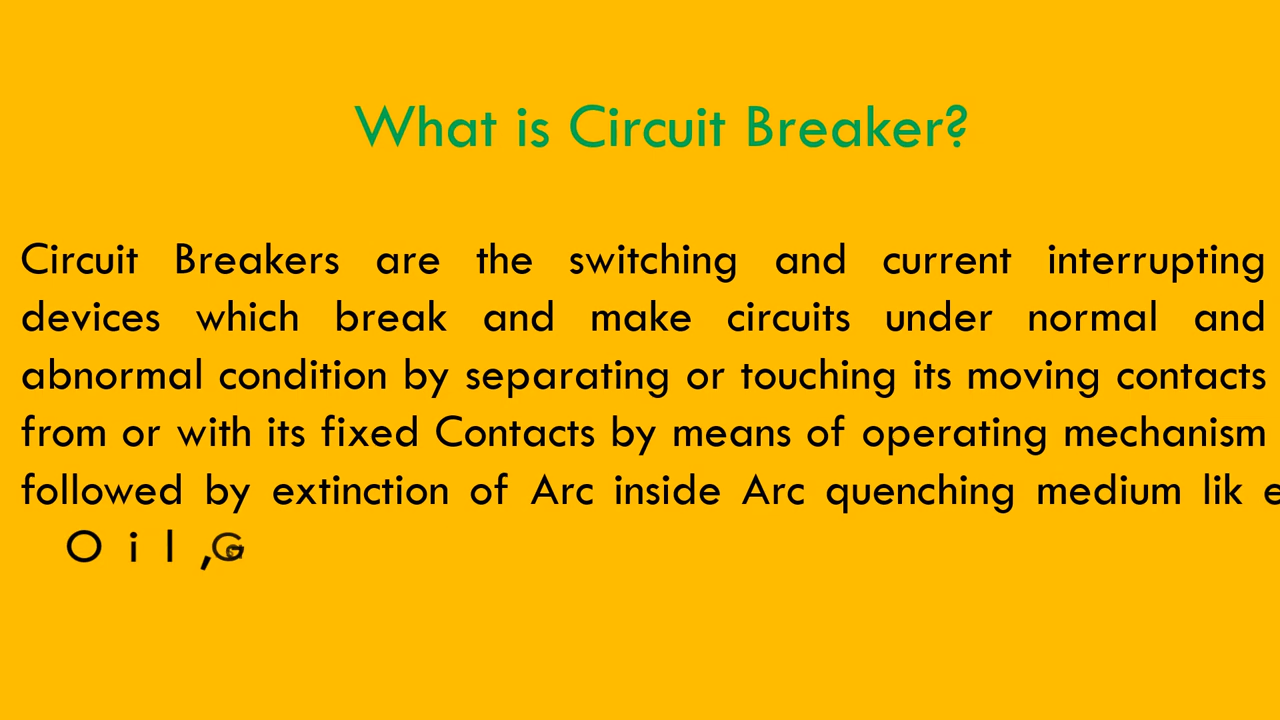 What is Circuit Breaker?
Circuit Breakers are the switching and current interrupting
devices which break and make circuits under normal and
abnormal condition by separating or touching its moving contacts
from or with its fixed Contacts by means of operating mechanism
followed by extinction of Arc inside Arc quenching medium lik e
O i l ,G